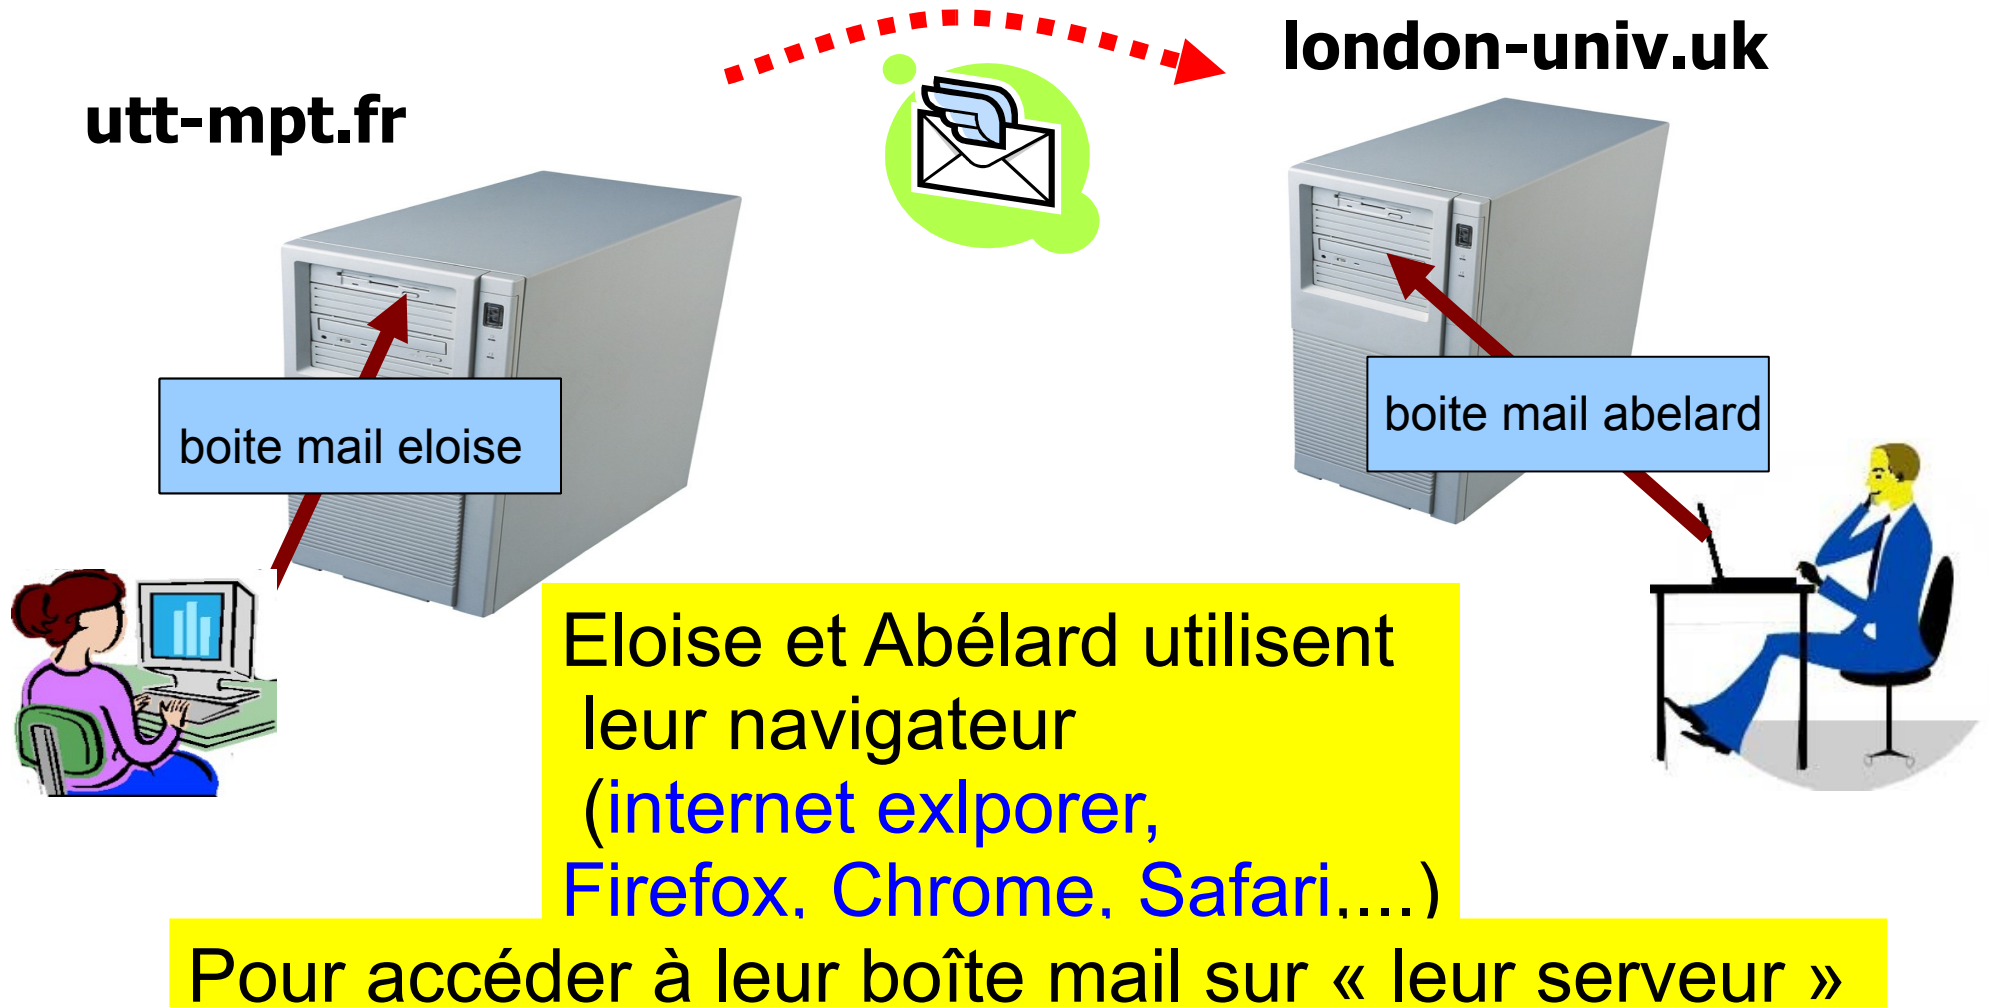 london-univ.uk
utt-mpt.fr
boite mail abelard
boite mail eloise
Eloise et Abélard utilisent
leur navigateur
(internet exlporer,
Firefox, Chrome, Safari,...)
Pour accéder à leur boîte mail sur « leur serveur »